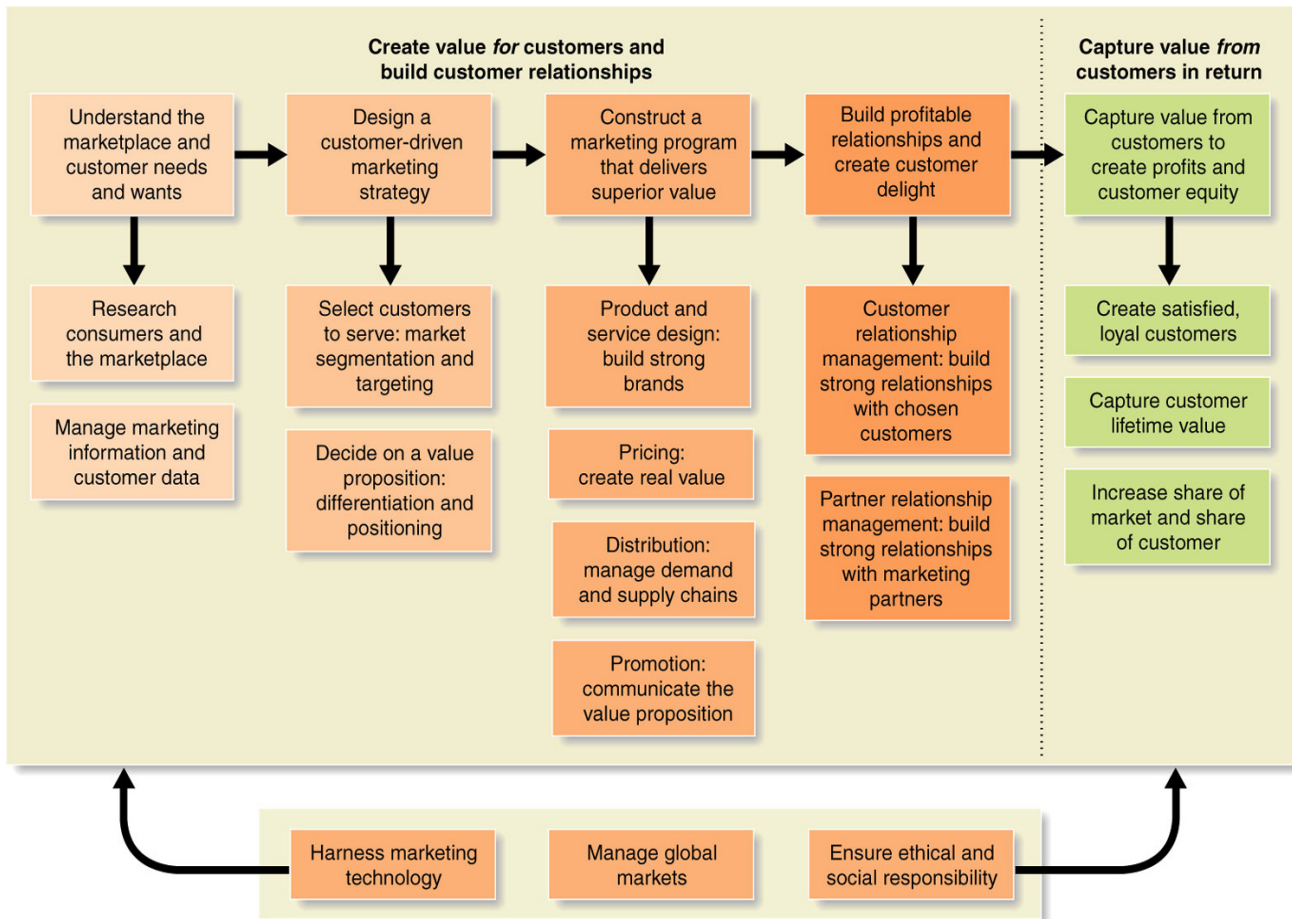 Create value for customers and
build customer relationships
Capture value from
customers in return
Understand the
marketplace and
customer needs
and wants
Design a
customer-driven
marketing
strategy
Construct a
marketing program
that delivers
superior value
Build profitable
relationships and
create customer
delight
Capture value from
customers to
create profits and
customer equity
Research
consumers and
the marketplace
Manage marketing
information and
customer data
Select customers
to serve: market
segmentation and
targeting
Decide on a value
proposition:
differentiation and
positioning
Product and
service design:
build strong
brands
Pricing:
create real value
Distribution:
manage demand
and supply chains
Promotion:
communicate the
value proposition
Customer
relationship
management: build
strong relationships
with chosen
customers
Partner relationship
management: build
strong relationships
with marketing
partners
Create satisfied,
loyal customers
Capture customer
lifetime value
Increase share of
market and share
of customer
Harness marketing
technology
Manage global
markets
Ensure ethical and
social responsibility